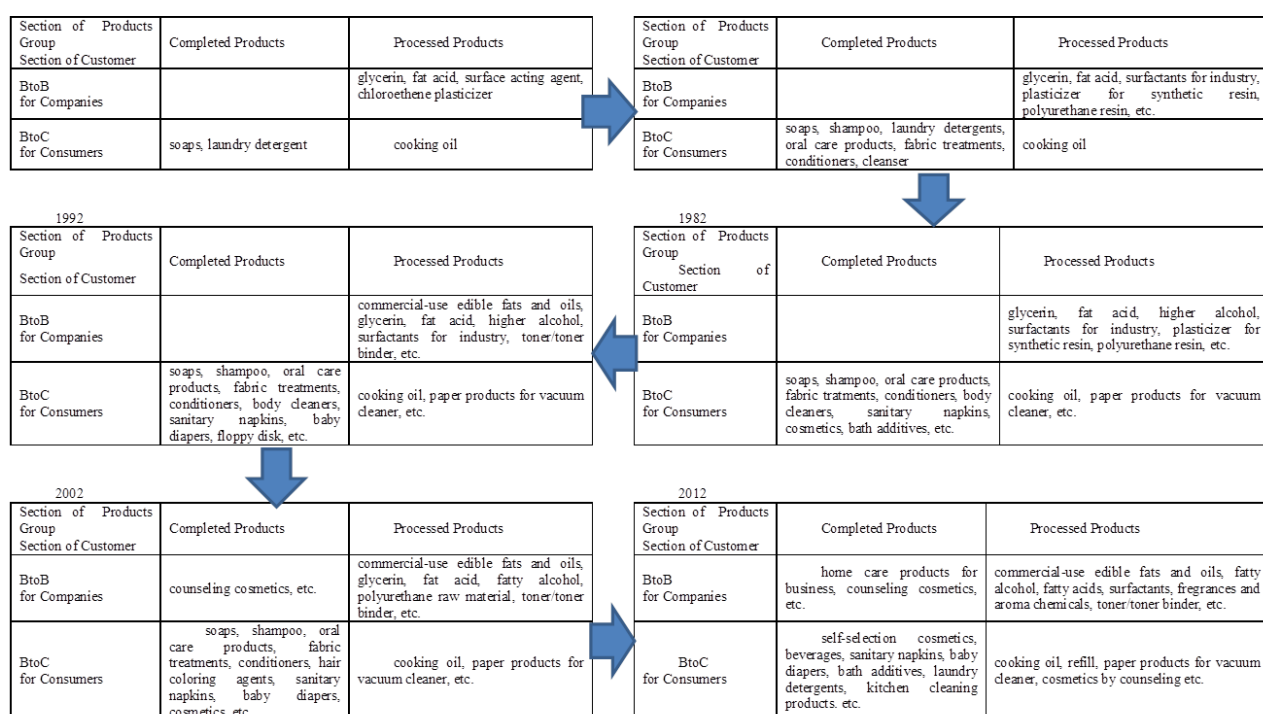 Section of Products
Group
Section of Customer
Completed Products
Processed Products
BtoB
for Companies
glycerin, fat acid, surface acting agent,
chloroethene plasticizer
BtoC
for Consumers
soaps, laundry detergent
cooking oil
Section of Products
Group
Section of Customer
Completed Products
Processed Products
BtoB
for Companies
glycerin, fat acid, surfactants for industry,
plasticizer for synthetic resin,
polyurethane resin, etc.
BtoC
for Consumers
soaps, shampoo, laundry detergents,
oral care products, fabric treatments,
conditioners, cleanser
cooking oil
1992
Section of Products
Group
Section of Customer
Completed Products
Processed Products
BtoB
for Companies
commercial-use edible fats and oils,
glycerin, fat acid, higher alcohol,
surfactants for industry, toner/toner
binder, etc.
BtoC
for Consumers
soaps, shampoo, oral care
products, fabric treatments,
conditioners, body cleaners,
sanitary napkins, baby
diapers, floppy disk, etc.
cooking oil, paper products for vacuum
cleaner, etc.
1982
Section of Products
Group
Section of
Customer
Completed Products
Processed Products
BtoB
for Companies
glycerin, fat acid, higher alcohol,
surfactants for industry, plasticizer for
synthetic resin, polyurethane resin, etc.
BtoC
for Consumers
soaps, shampoo, oral care products,
fabric tratments, conditioners, body
cleaners, sanitary napkins,
cosmetics, bath additives, etc.
cooking oil, paper products for vacuum
cleaner, etc.
2002
Section of Products
Group
Section of Customer
Completed Products
Processed Products
BtoB
for Companies
counseling cosmetics, etc.
commercial-use edible fats and oils,
glycerin, fat acid, fatty alcohol,
polyurethane raw material, toner/toner
binder, etc.
BtoC
for Consumers
soaps, shampoo, oral
care products, fabric
treatments, conditioners, hair
coloring agents, sanitary
napkins, baby diapers,
cosmetics, etc.
cooking oil, paper products for
vacuum cleaner, etc.
2012
Section of Products
Group
Section of Customer
Completed Products
Processed Products
BtoB
for Companies
home care products for
business, counseling cosmetics,
etc.
commercial-use edible fats and oils, fatty
alcohol, fatty acids, surfactants, fregrances and
aroma chemicals, toner/toner binder, etc.
BtoC
for Consumers
self-selection cosmetics,
beverages, sanitary napkins, baby
diapers, bath additives, laundry
detergents, kitchen cleaning
products. etc.
cooking oil, refill, paper products for vacuum
cleaner, cosmetics by counseling etc.